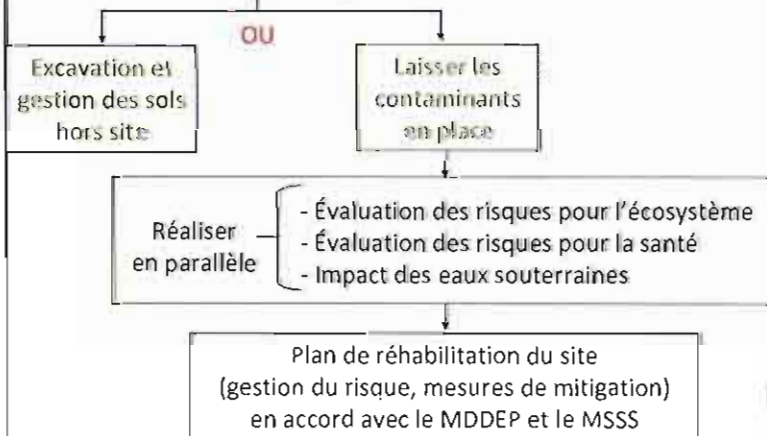 OU
Excavation et
gestion des sols
hors site
Laisser les
contaminants
en place
Réaliser
en parallèle
- Évaluation des risques pour l'écosystème
- Évaluation des risques pour la santé
- Impact des eaux souterraines
Plan de réhabilitation du site
(gestion du risque, mesures de mitigation)
en accord avec le MDDEP et le MSSS